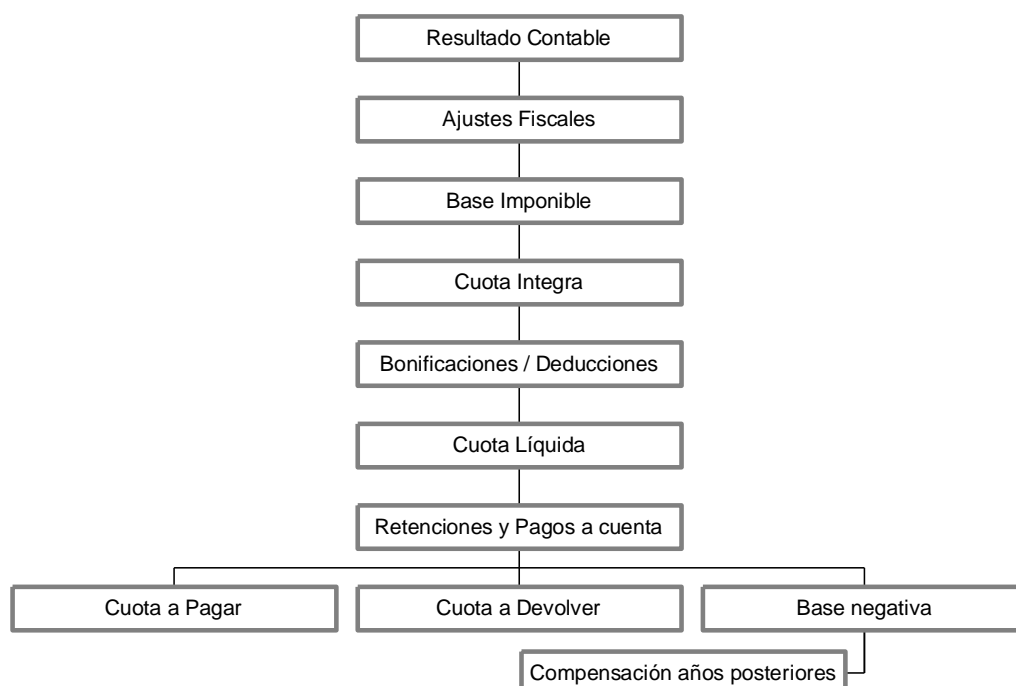 Resultado Contable
Ajustes Fiscales
Base Imponible
Cuota Integra
Bonificaciones / Deducciones
Cuota Líquida
Retenciones y Pagos a cuenta
Cuota a Pagar
Cuota a Devolver
Base negativa
Compensación años posteriores